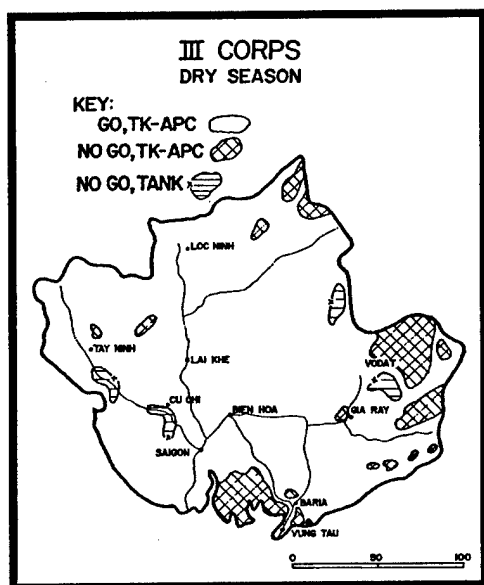 III CORPS
DRY SEASON
KEY:
GO,TK-APC
NO GO,TK-APC
NO GO,TANK
LOC NINH
TAY NINH
LAI KHE
VODAT
CU CHI
BIEN HOA
GIA RAY
SAIGON
BARIA
VUNG TAU
0 50 100